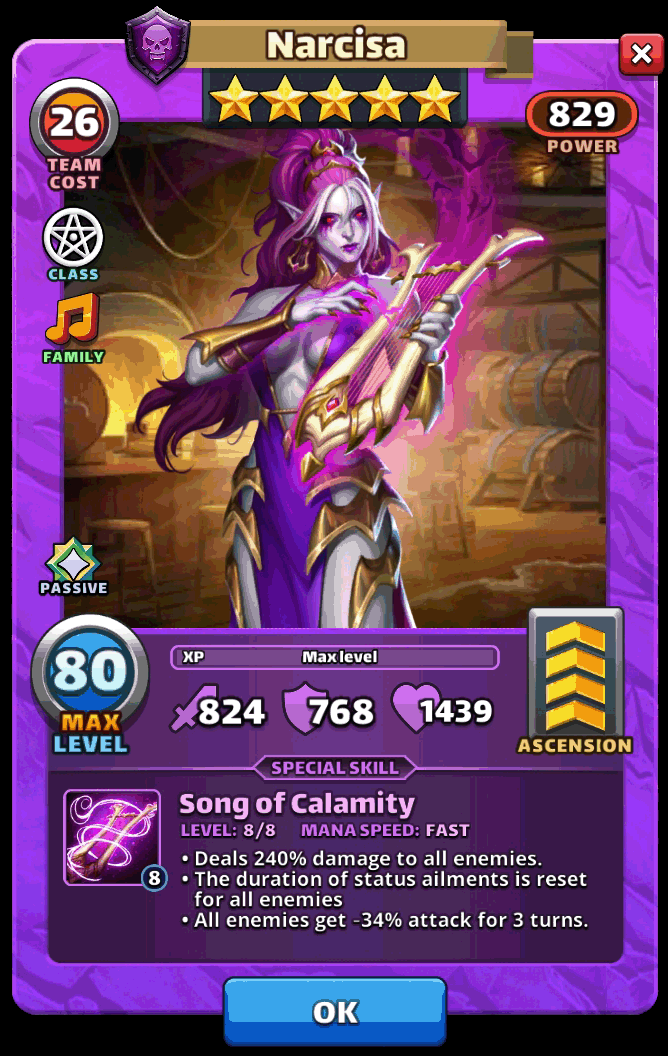 Narcisa
26
TEAM
COST
829
POWER
CLASS
FAMILY
PASSIVE
80
MAX
LEVEL
XP Max level
824 768 1439
ASCENSION
SPECIAL SKILL
Song of Calamity
LEVEL: 8/8 MANA SPEED: FAST
8
• Deals 240% damage to all enemies.
• The duration of status ailments is reset
for all enemies
• All enemies get -34% attack for 3 turns.
OK